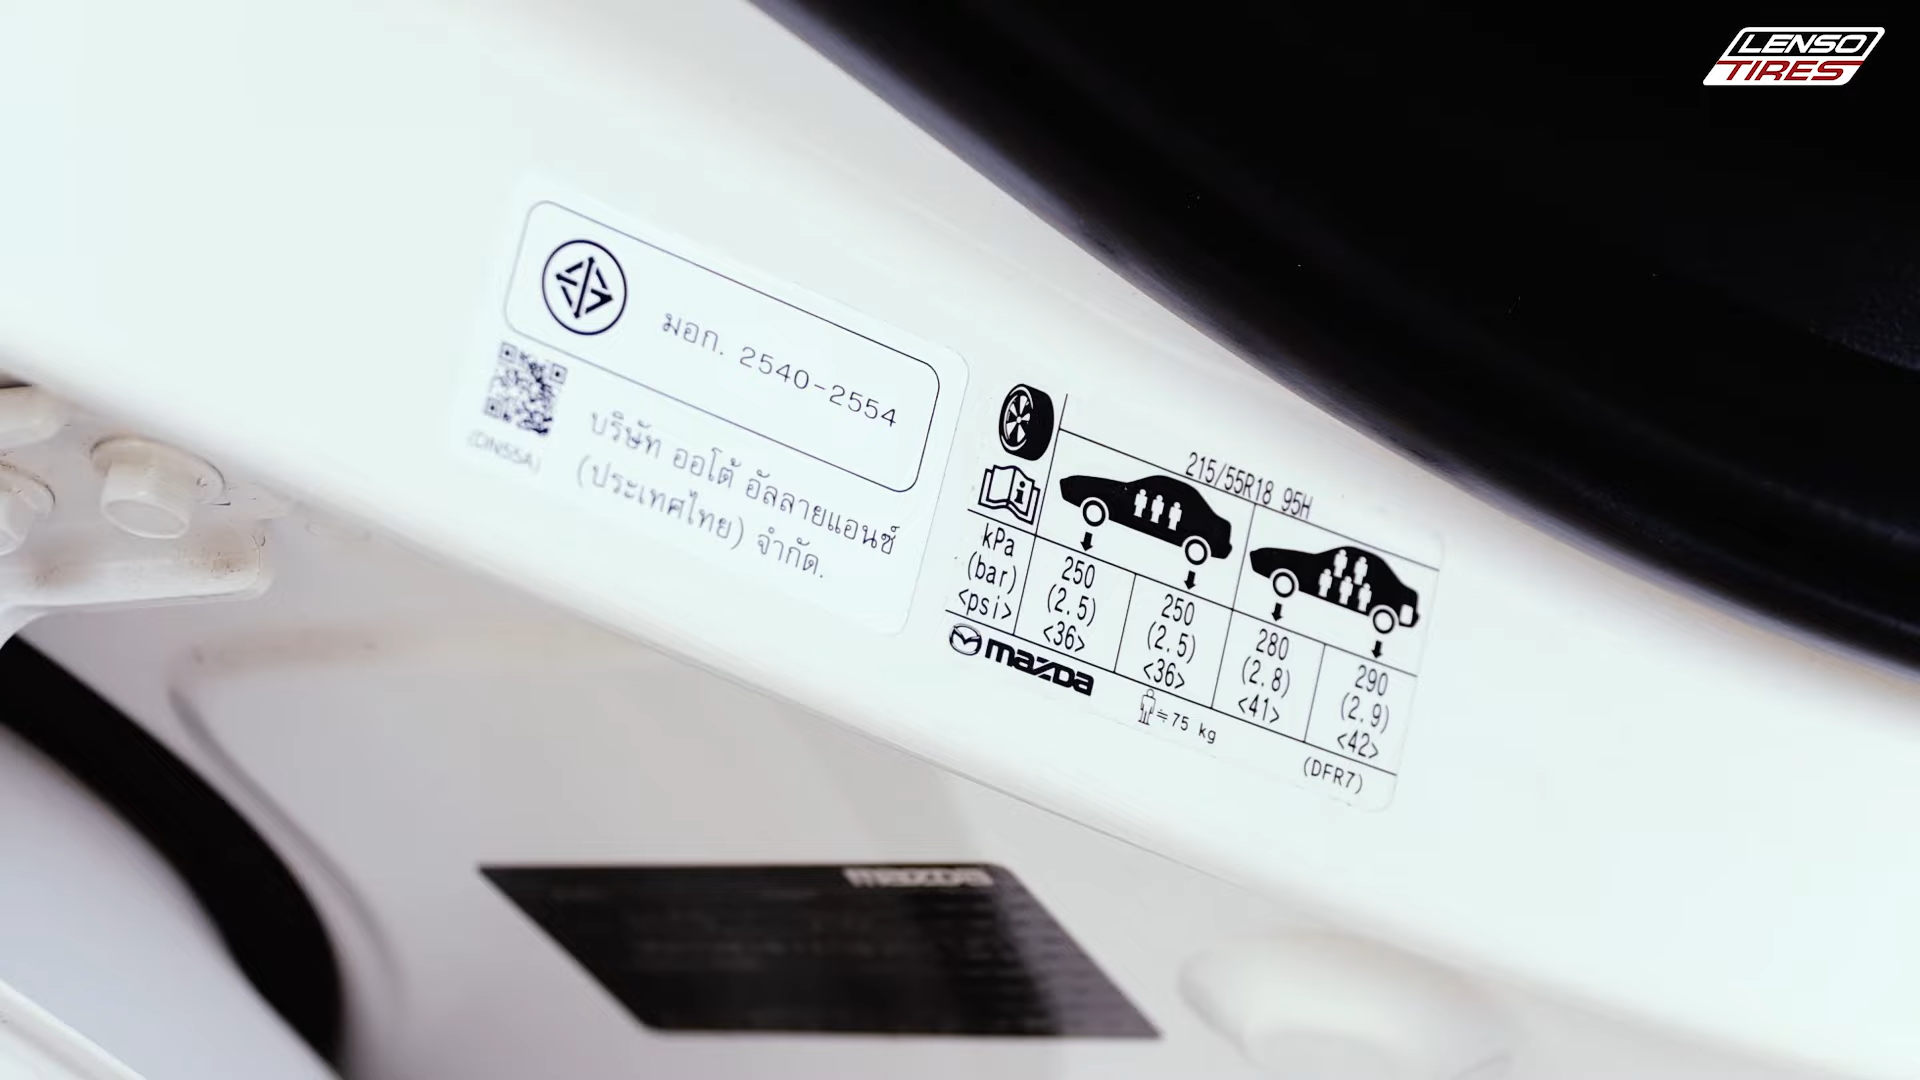 LENSO
TIRES
มอก. 2540-2554
บริษัท ออโต้ อัลลายแอนซ์
(ประเทศไทย) จำกัด.
(DN55A)
215/55R18 95H
kPa
(bar)
<psi>
250
(2.5)
<36>
250
(2.5)
<36>
280
(2.8)
<41>
290
(2.9)
<42>
mazda
≒75 kg
(DFR7)
mazda